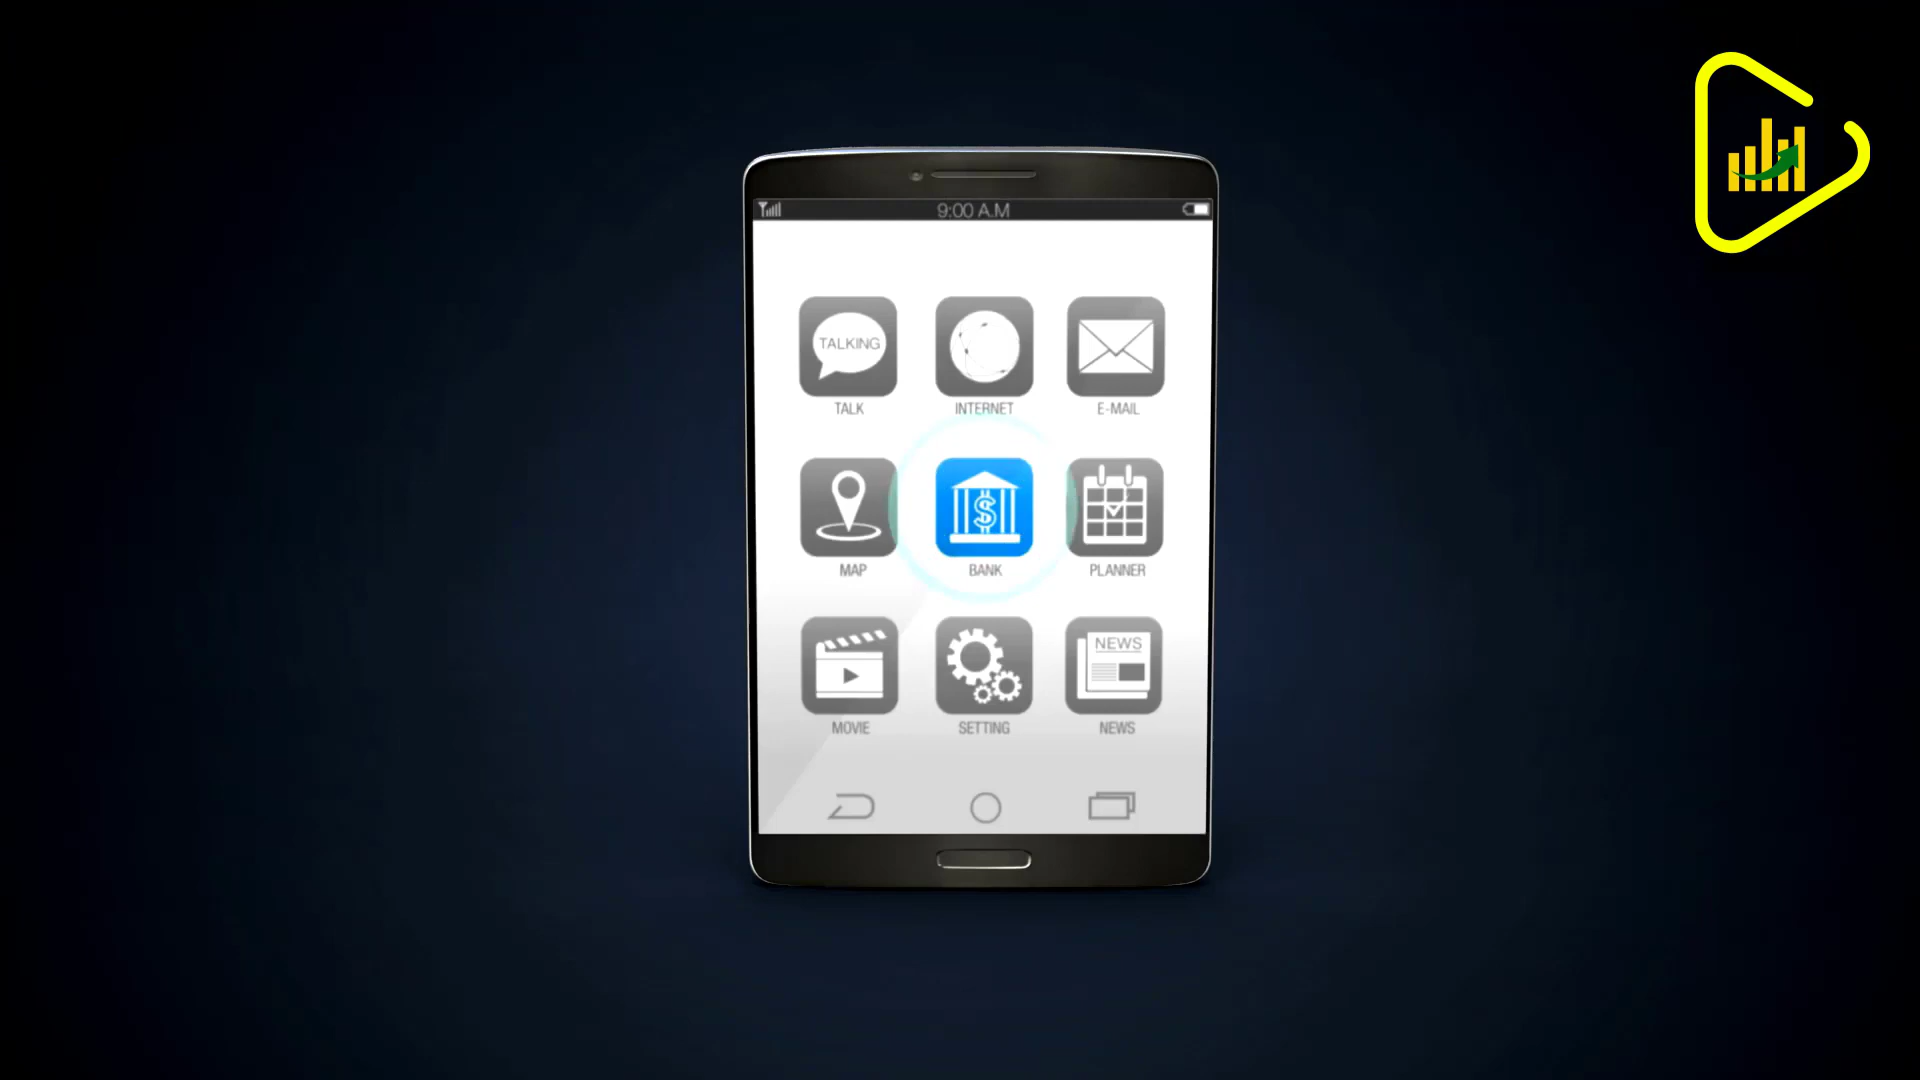 9:00 A.M
TALKING
TALK
INTERNET
E-MAIL
MAP
BANK
PLANNER
NEWS
MOVIE
SETTING
NEWS